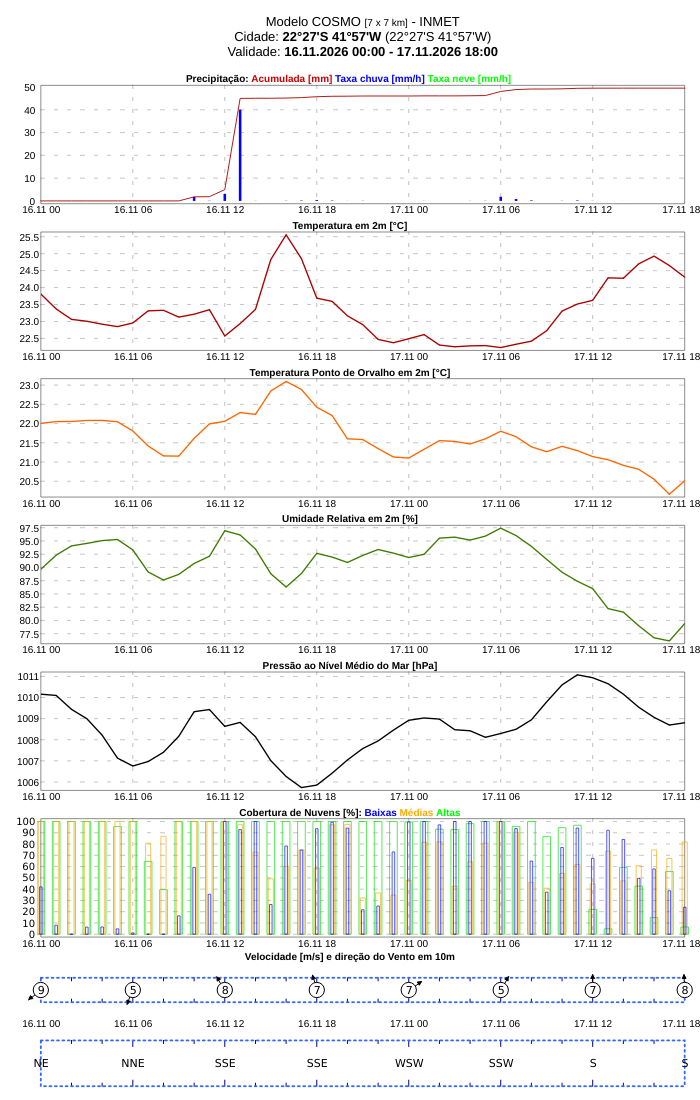 Modelo COSMO [7 x 7 km] - INMET
Cidade: 22°27'S 41°57'W (22°27'S 41°57'W)
Validade: 16.11.2026 00:00 - 17.11.2026 18:00
Precipitação: Acumulada [mm] Taxa chuva [mm/h] Taxa neve [mm/h]
50
40
30
20
10
0
16.11 00 16.11 06 16.11 12 16.11 18 17.11 00 17.11 06 17.11 12 17.11 18
Temperatura em 2m [°C]
25.5
25.0
24.5
24.0
23.5
23.0
22.5
16.11 00 16.11 06 16.11 12 16.11 18 17.11 00 17.11 06 17.11 12 17.11 18
Temperatura Ponto de Orvalho em 2m [°C]
23.0
22.5
22.0
21.5
21.0
20.5
16.11 00 16.11 06 16.11 12 16.11 18 17.11 00 17.11 06 17.11 12 17.11 18
Umidade Relativa em 2m [%]
97.5
95.0
92.5
90.0
87.5
85.0
82.5
80.0
77.5
16.11 00 16.11 06 16.11 12 16.11 18 17.11 00 17.11 06 17.11 12 17.11 18
Pressão ao Nível Médio do Mar [hPa]
1011
1010
1009
1008
1007
1006
16.11 00 16.11 06 16.11 12 16.11 18 17.11 00 17.11 06 17.11 12 17.11 18
Cobertura de Nuvens [%]: Baixas Médias Altas
100
90
80
70
60
50
40
30
20
10
0
16.11 00 16.11 06 16.11 12 16.11 18 17.11 00 17.11 06 17.11 12 17.11 18
Velocidade [m/s] e direção do Vento em 10m
9 5 8 7 7 5 7 8
16.11 00 16.11 06 16.11 12 16.11 18 17.11 00 17.11 06 17.11 12 17.11 18
NE NNE SSE SSE WSW SSW S S